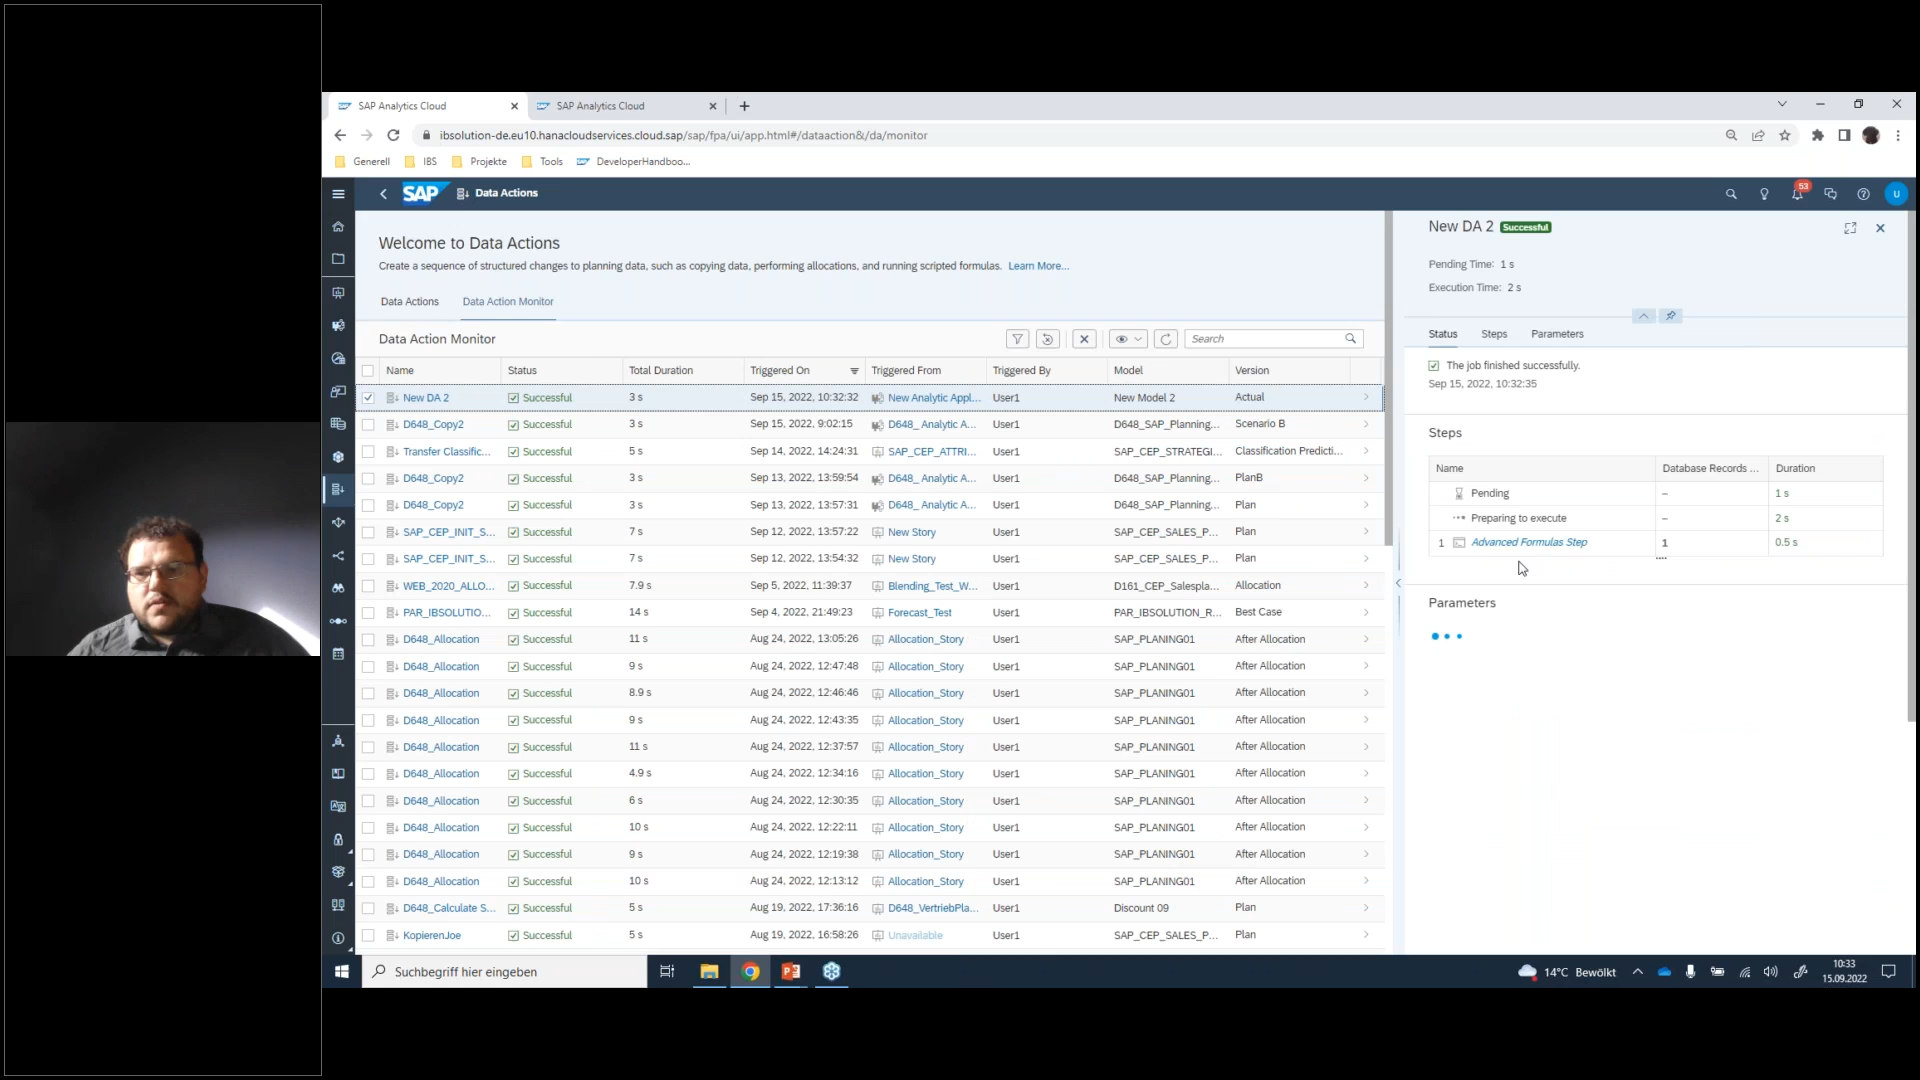 SAP Analytics Cloud
SAP Analytics Cloud
ibsolution-de.eu10.hanacloudservices.cloud.sap/sap/fpa/ui/app.html#/dataaction&/da/monitor
Generell IBS Projekte Tools DeveloperHandboo...
SAP Data Actions 53 U
Welcome to Data Actions
Create a sequence of structured changes to planning data, such as copying data, performing allocations, and running scripted formulas. Learn More...
Data Actions Data Action Monitor
Data Action Monitor Search
Name Status Total Duration Triggered On Triggered From Triggered By Model Version
New DA 2 Successful 3 s Sep 15, 2022, 10:32:32 New Analytic Appl... User1 New Model 2 Actual
D648_Copy2 Successful 3 s Sep 15, 2022, 9:02:15 D648_ Analytic A... User1 D648_SAP_Planning... Scenario B
Transfer Classific... Successful 5 s Sep 14, 2022, 14:24:31 SAP_CEP_ATTRI... User1 SAP_CEP_STRATEGI... Classification Predicti...
D648_Copy2 Successful 3 s Sep 13, 2022, 13:59:54 D648_ Analytic A... User1 D648_SAP_Planning... PlanB
D648_Copy2 Successful 3 s Sep 13, 2022, 13:57:31 D648_ Analytic A... User1 D648_SAP_Planning... Plan
SAP_CEP_INIT_S... Successful 7 s Sep 12, 2022, 13:57:22 New Story User1 SAP_CEP_SALES_P... Plan
SAP_CEP_INIT_S... Successful 7 s Sep 12, 2022, 13:54:32 New Story User1 SAP_CEP_SALES_P... Plan
WEB_2020_ALLO... Successful 7.9 s Sep 5, 2022, 11:39:37 Blending_Test_W... User1 D161_CEP_Salespla... Allocation
PAR_IBSOLUTIO... Successful 14 s Sep 4, 2022, 21:49:23 Forecast_Test User1 PAR_IBSOLUTION_R... Best Case
D648_Allocation Successful 11 s Aug 24, 2022, 13:05:26 Allocation_Story User1 SAP_PLANING01 After Allocation
D648_Allocation Successful 9 s Aug 24, 2022, 12:47:48 Allocation_Story User1 SAP_PLANING01 After Allocation
D648_Allocation Successful 8.9 s Aug 24, 2022, 12:46:46 Allocation_Story User1 SAP_PLANING01 After Allocation
D648_Allocation Successful 9 s Aug 24, 2022, 12:43:35 Allocation_Story User1 SAP_PLANING01 After Allocation
D648_Allocation Successful 11 s Aug 24, 2022, 12:37:57 Allocation_Story User1 SAP_PLANING01 After Allocation
D648_Allocation Successful 4.9 s Aug 24, 2022, 12:34:16 Allocation_Story User1 SAP_PLANING01 After Allocation
D648_Allocation Successful 6 s Aug 24, 2022, 12:30:35 Allocation_Story User1 SAP_PLANING01 After Allocation
D648_Allocation Successful 10 s Aug 24, 2022, 12:22:11 Allocation_Story User1 SAP_PLANING01 After Allocation
D648_Allocation Successful 9 s Aug 24, 2022, 12:19:38 Allocation_Story User1 SAP_PLANING01 After Allocation
D648_Allocation Successful 10 s Aug 24, 2022, 12:13:12 Allocation_Story User1 SAP_PLANING01 After Allocation
D648_Calculate S... Successful 5 s Aug 19, 2022, 17:36:16 D648_VertriebPla... User1 Discount 09 Plan
KopierenJoe Successful 5 s Aug 19, 2022, 16:58:26 Unavailable User1 SAP_CEP_SALES_P... Plan
New DA 2 Successful
Pending Time: 1 s
Execution Time: 2 s
Status Steps Parameters
The job finished successfully.
Sep 15, 2022, 10:32:35
Steps
Name Database Records ... Duration
Pending – 1 s
Preparing to execute – 2 s
1 Advanced Formulas Step 1 0.5 s
Parameters
Suchbegriff hier eingeben
14°C Bewölkt
10:33
15.09.2022